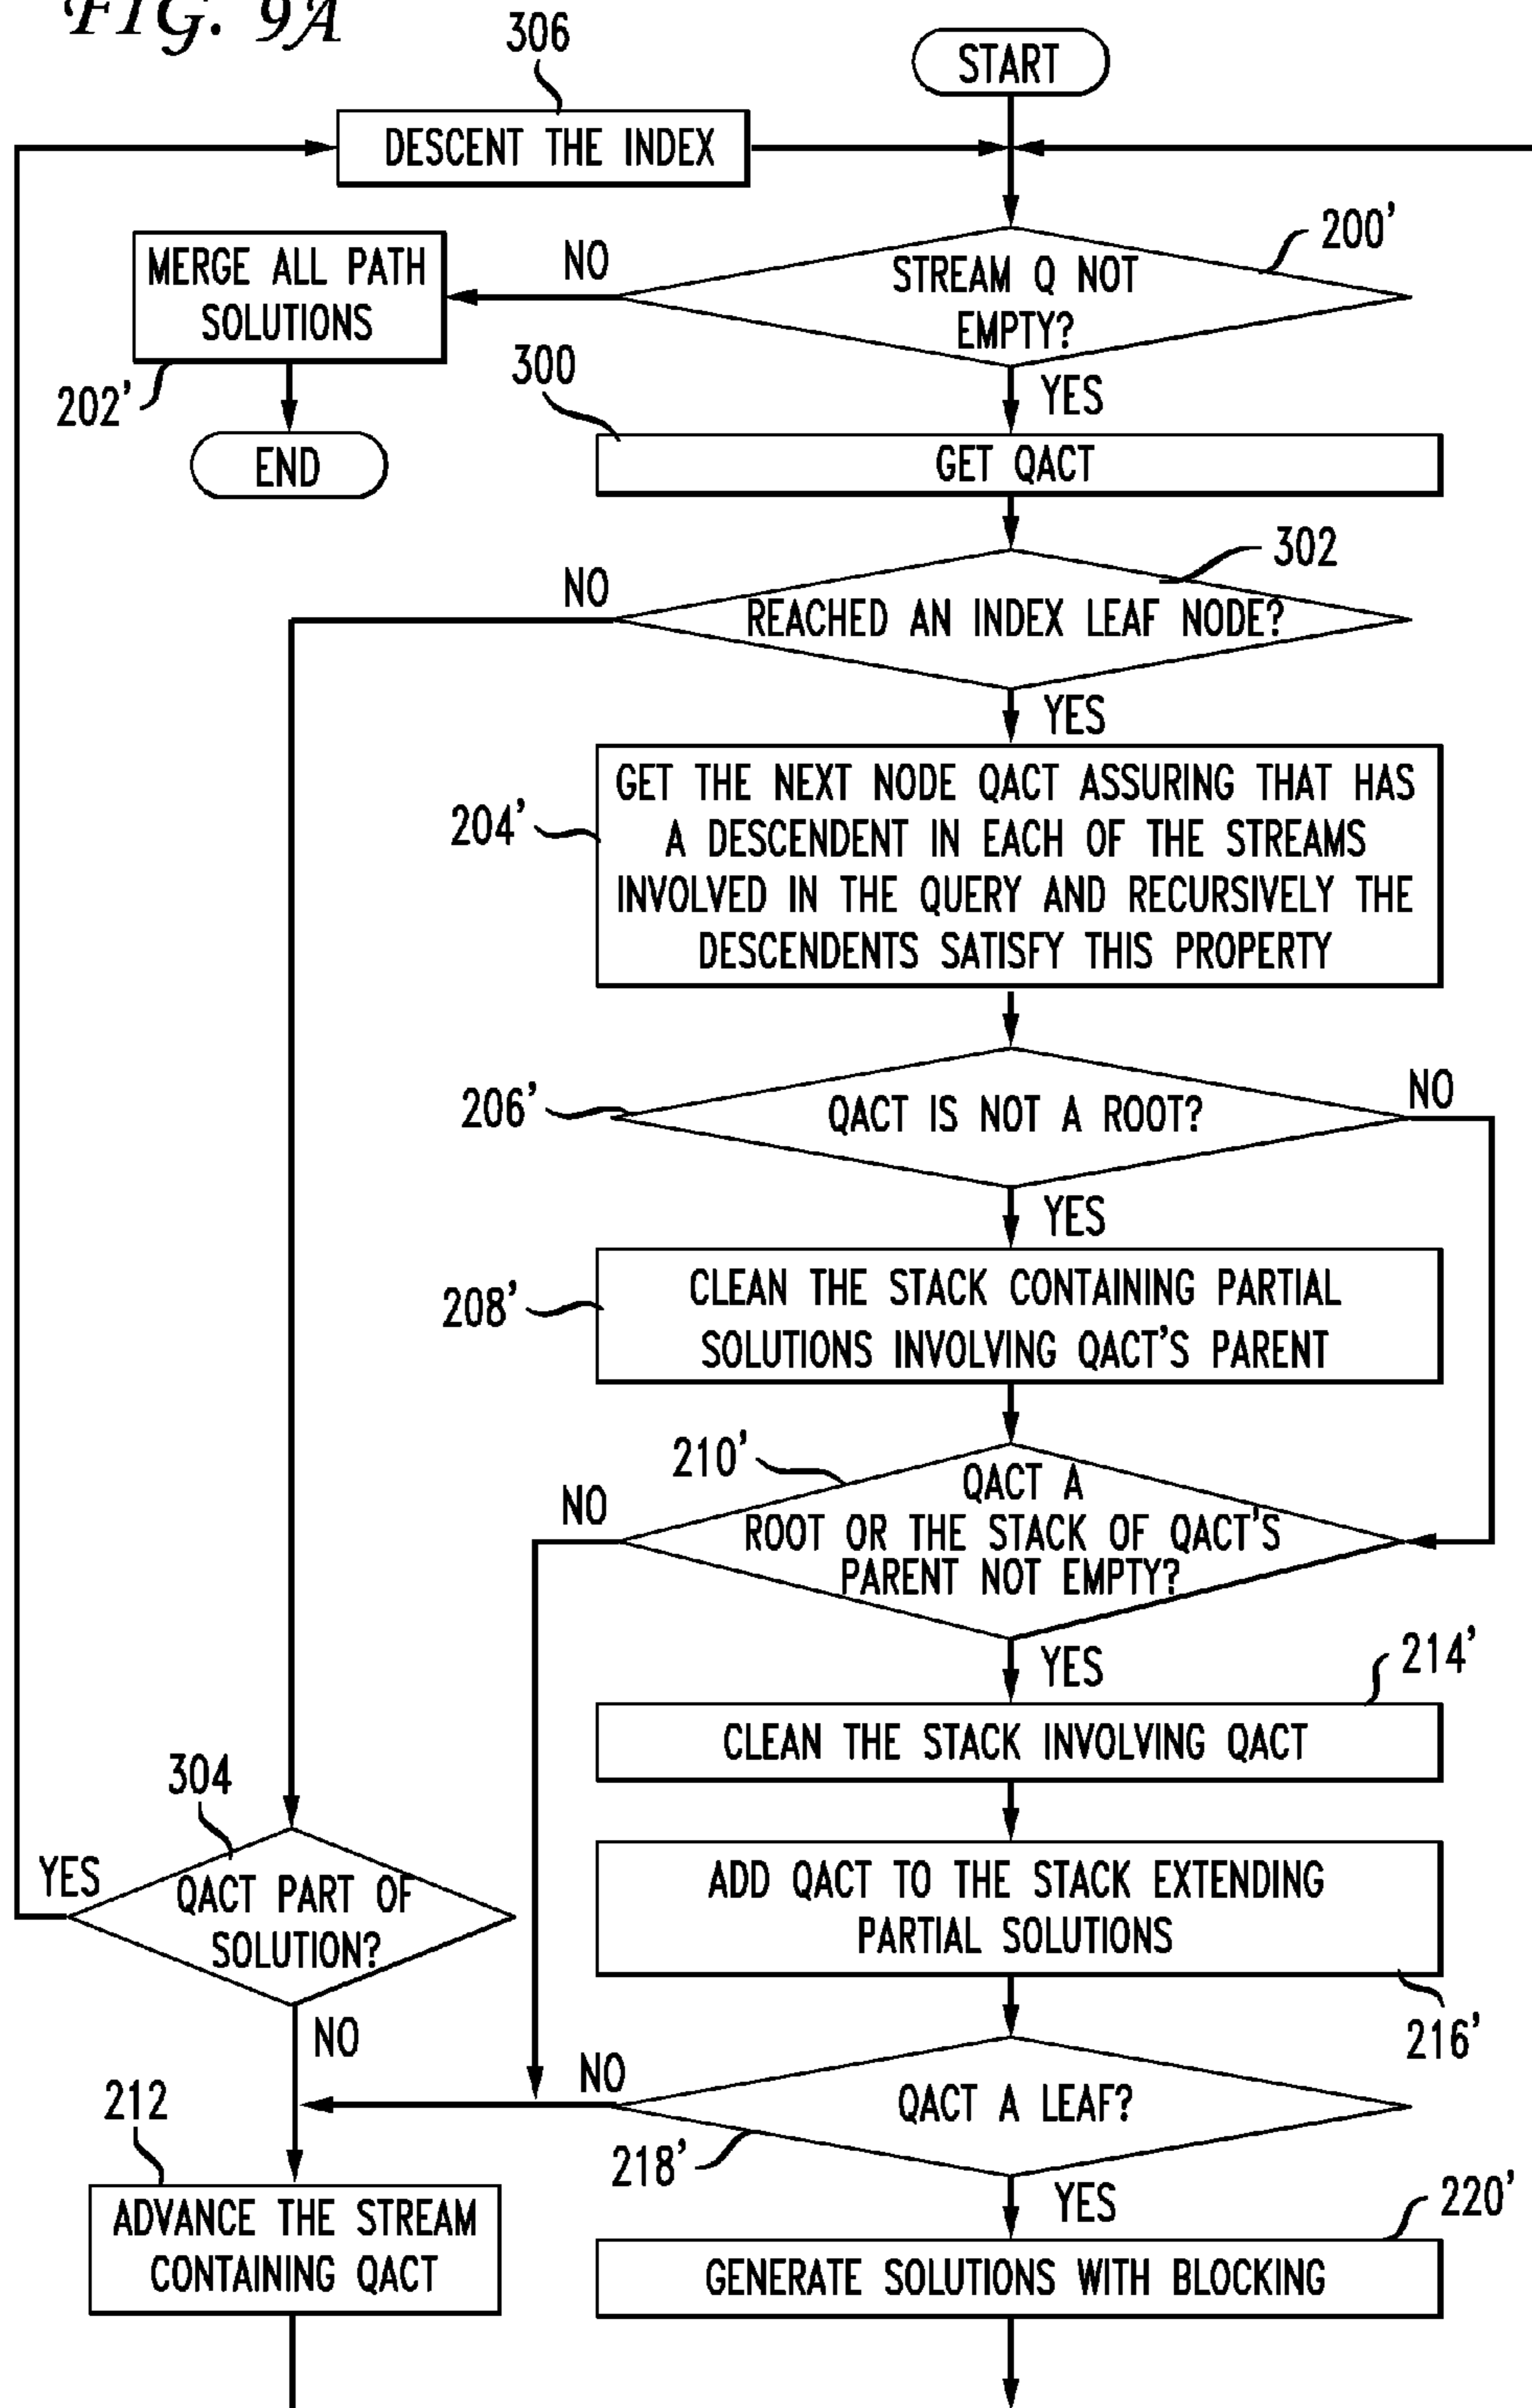 FIG. 9A
306
START
DESCENT THE INDEX
200'
MERGE ALL PATH
SOLUTIONS
NO
STREAM Q NOT
EMPTY?
202'
300
YES
END
GET QACT
302
NO
REACHED AN INDEX LEAF NODE?
YES
204'
GET THE NEXT NODE QACT ASSURING THAT HAS
A DESCENDENT IN EACH OF THE STREAMS
INVOLVED IN THE QUERY AND RECURSIVELY THE
DESCENDENTS SATISFY THIS PROPERTY
206'
QACT IS NOT A ROOT?
NO
YES
208'
CLEAN THE STACK CONTAINING PARTIAL
SOLUTIONS INVOLVING QACT'S PARENT
210'
NO
QACT A
ROOT OR THE STACK OF QACT'S
PARENT NOT EMPTY?
YES
214'
CLEAN THE STACK INVOLVING QACT
304
YES
QACT PART OF
SOLUTION?
ADD QACT TO THE STACK EXTENDING
PARTIAL SOLUTIONS
NO
216'
NO
QACT A LEAF?
212
218'
YES
220'
ADVANCE THE STREAM
CONTAINING QACT
GENERATE SOLUTIONS WITH BLOCKING